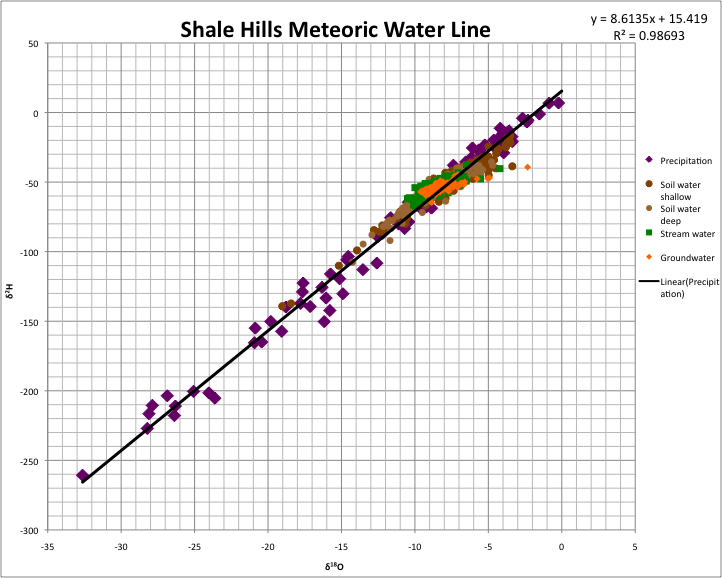 Shale Hills Meteoric Water Line
y = 8.6135x + 15.419
R² = 0.98693
50
0
-50
-100
-150
-200
-250
-300
δ²H
-35
-30
-25
-20
-15
-10
-5
0
5
δ¹⁸O
Precipitation
Soil water
shallow
Soil water
deep
Stream water
Groundwater
Linear(Precipit
ation)